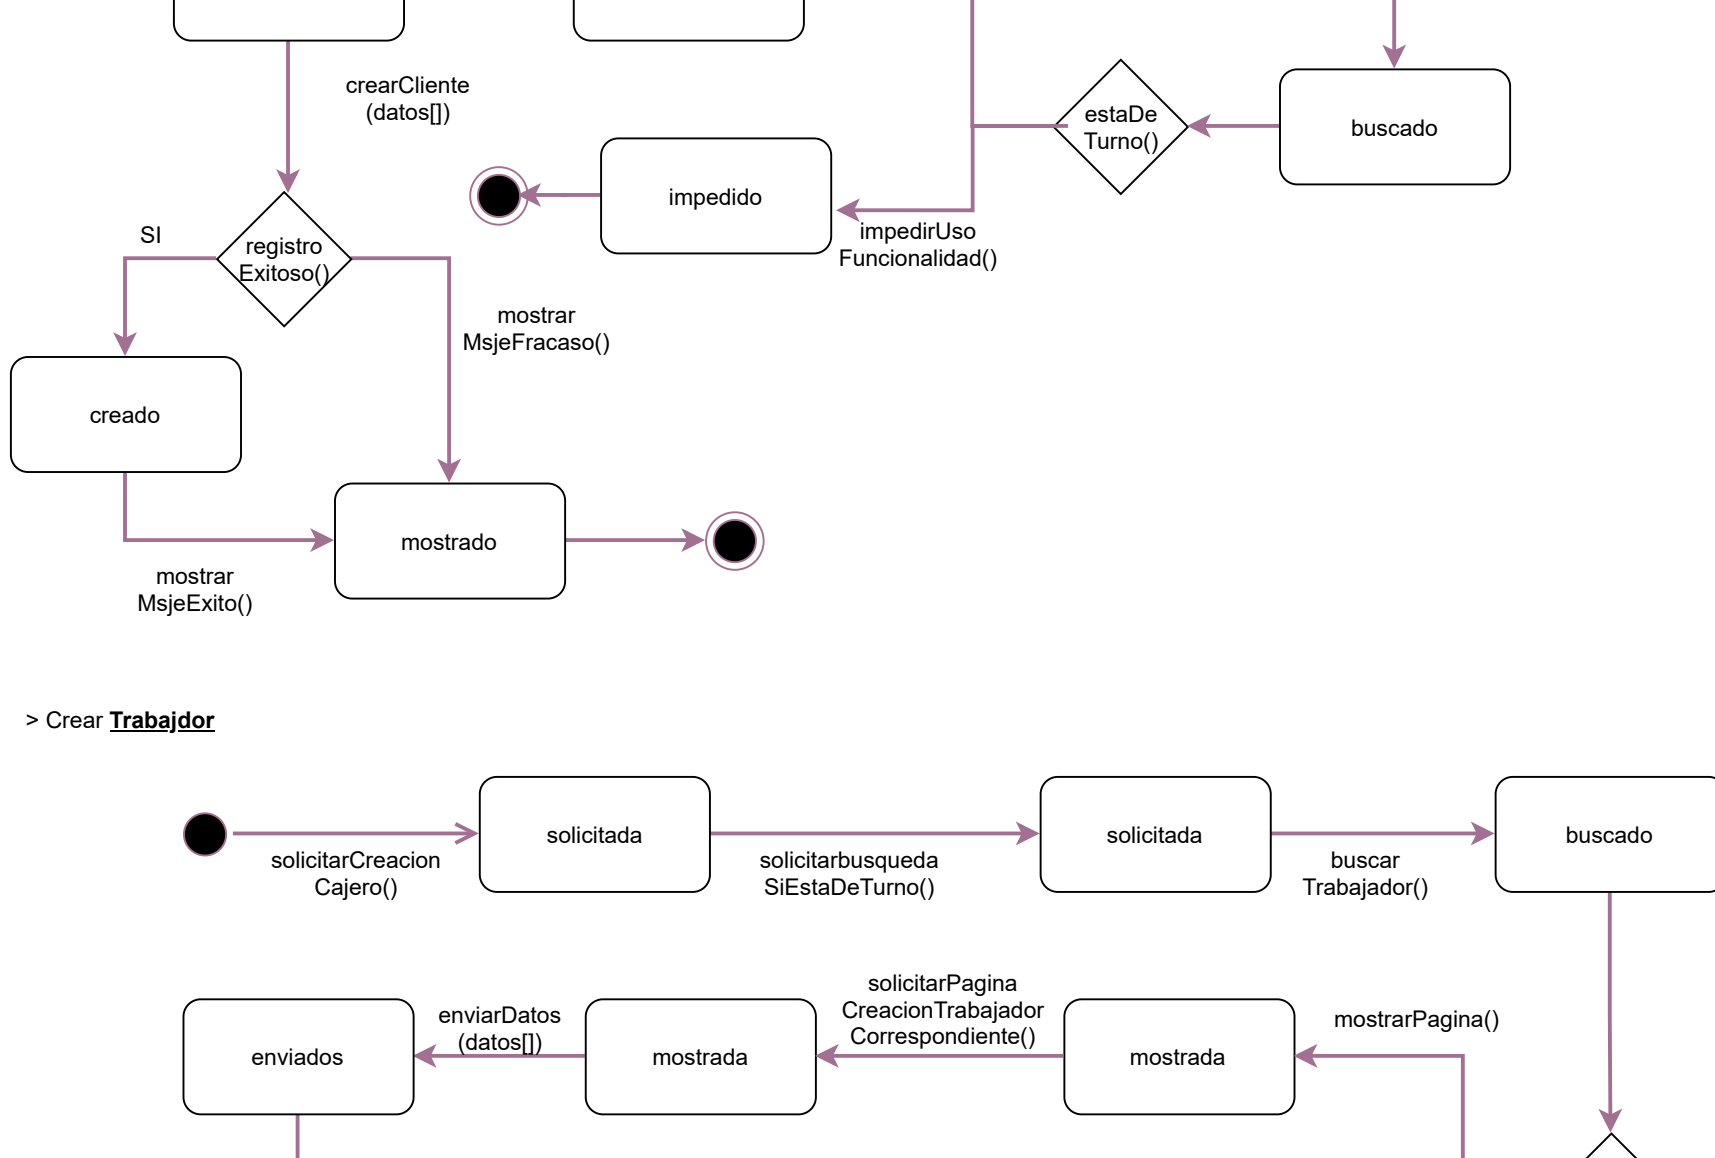 crearCliente
(datos[])
estaDe
Turno()
buscado
impedido
impedirUso
Funcionalidad()
SI
registro
Exitoso()
mostrar
MsjeFracaso()
creado
mostrado
mostrar
MsjeExito()
> Crear Trabajdor
solicitada
solicitada
buscado
solicitarCreacion
Cajero()
solicitarbusqueda
SiEstaDeTurno()
buscar
Trabajador()
solicitarPagina
CreacionTrabajador
Correspondiente()
enviarDatos
(datos[])
mostrarPagina()
enviados
mostrada
mostrada